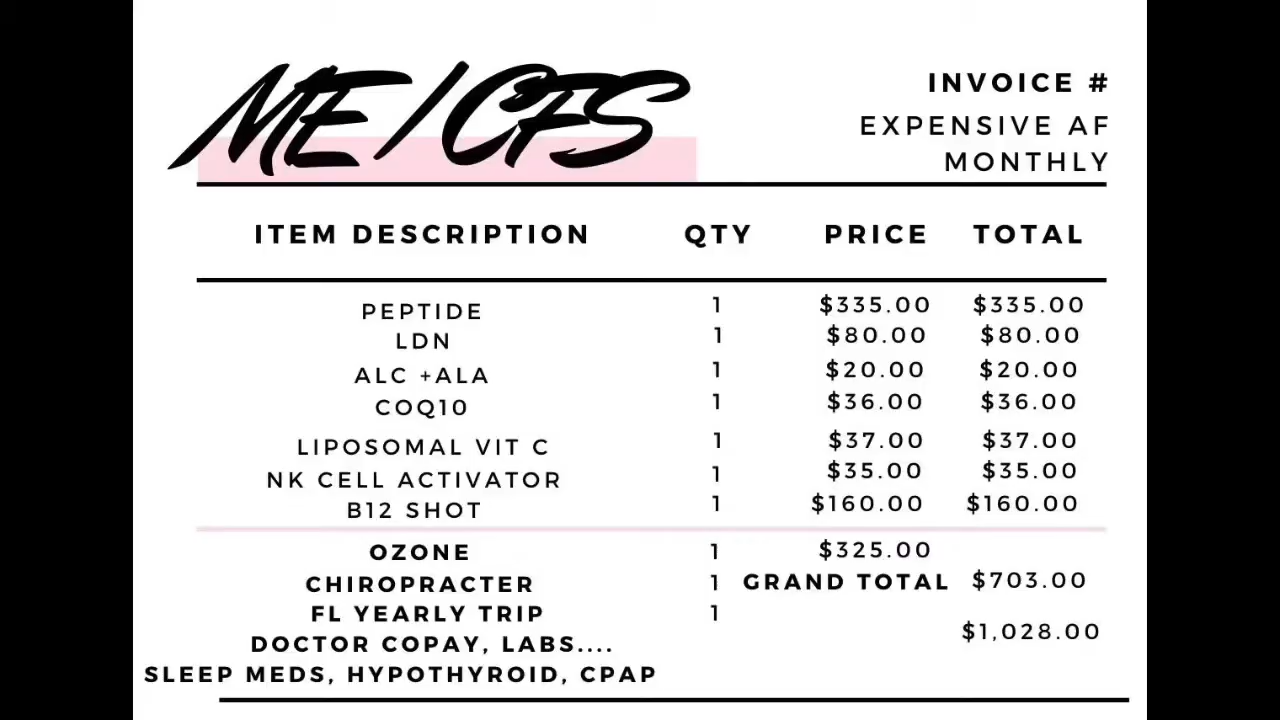 ME/CFS
INVOICE #
EXPENSIVE AF
MONTHLY
ITEM DESCRIPTION QTY PRICE TOTAL
PEPTIDE 1 $335.00 $335.00
LDN 1 $80.00 $80.00
ALC +ALA 1 $20.00 $20.00
COQ10 1 $36.00 $36.00
LIPOSOMAL VIT C 1 $37.00 $37.00
NK CELL ACTIVATOR 1 $35.00 $35.00
B12 SHOT 1 $160.00 $160.00
OZONE 1 $325.00
CHIROPRACTER 1 GRAND TOTAL $703.00
FL YEARLY TRIP 1
$1,028.00
DOCTOR COPAY, LABS....
SLEEP MEDS, HYPOTHYROID, CPAP